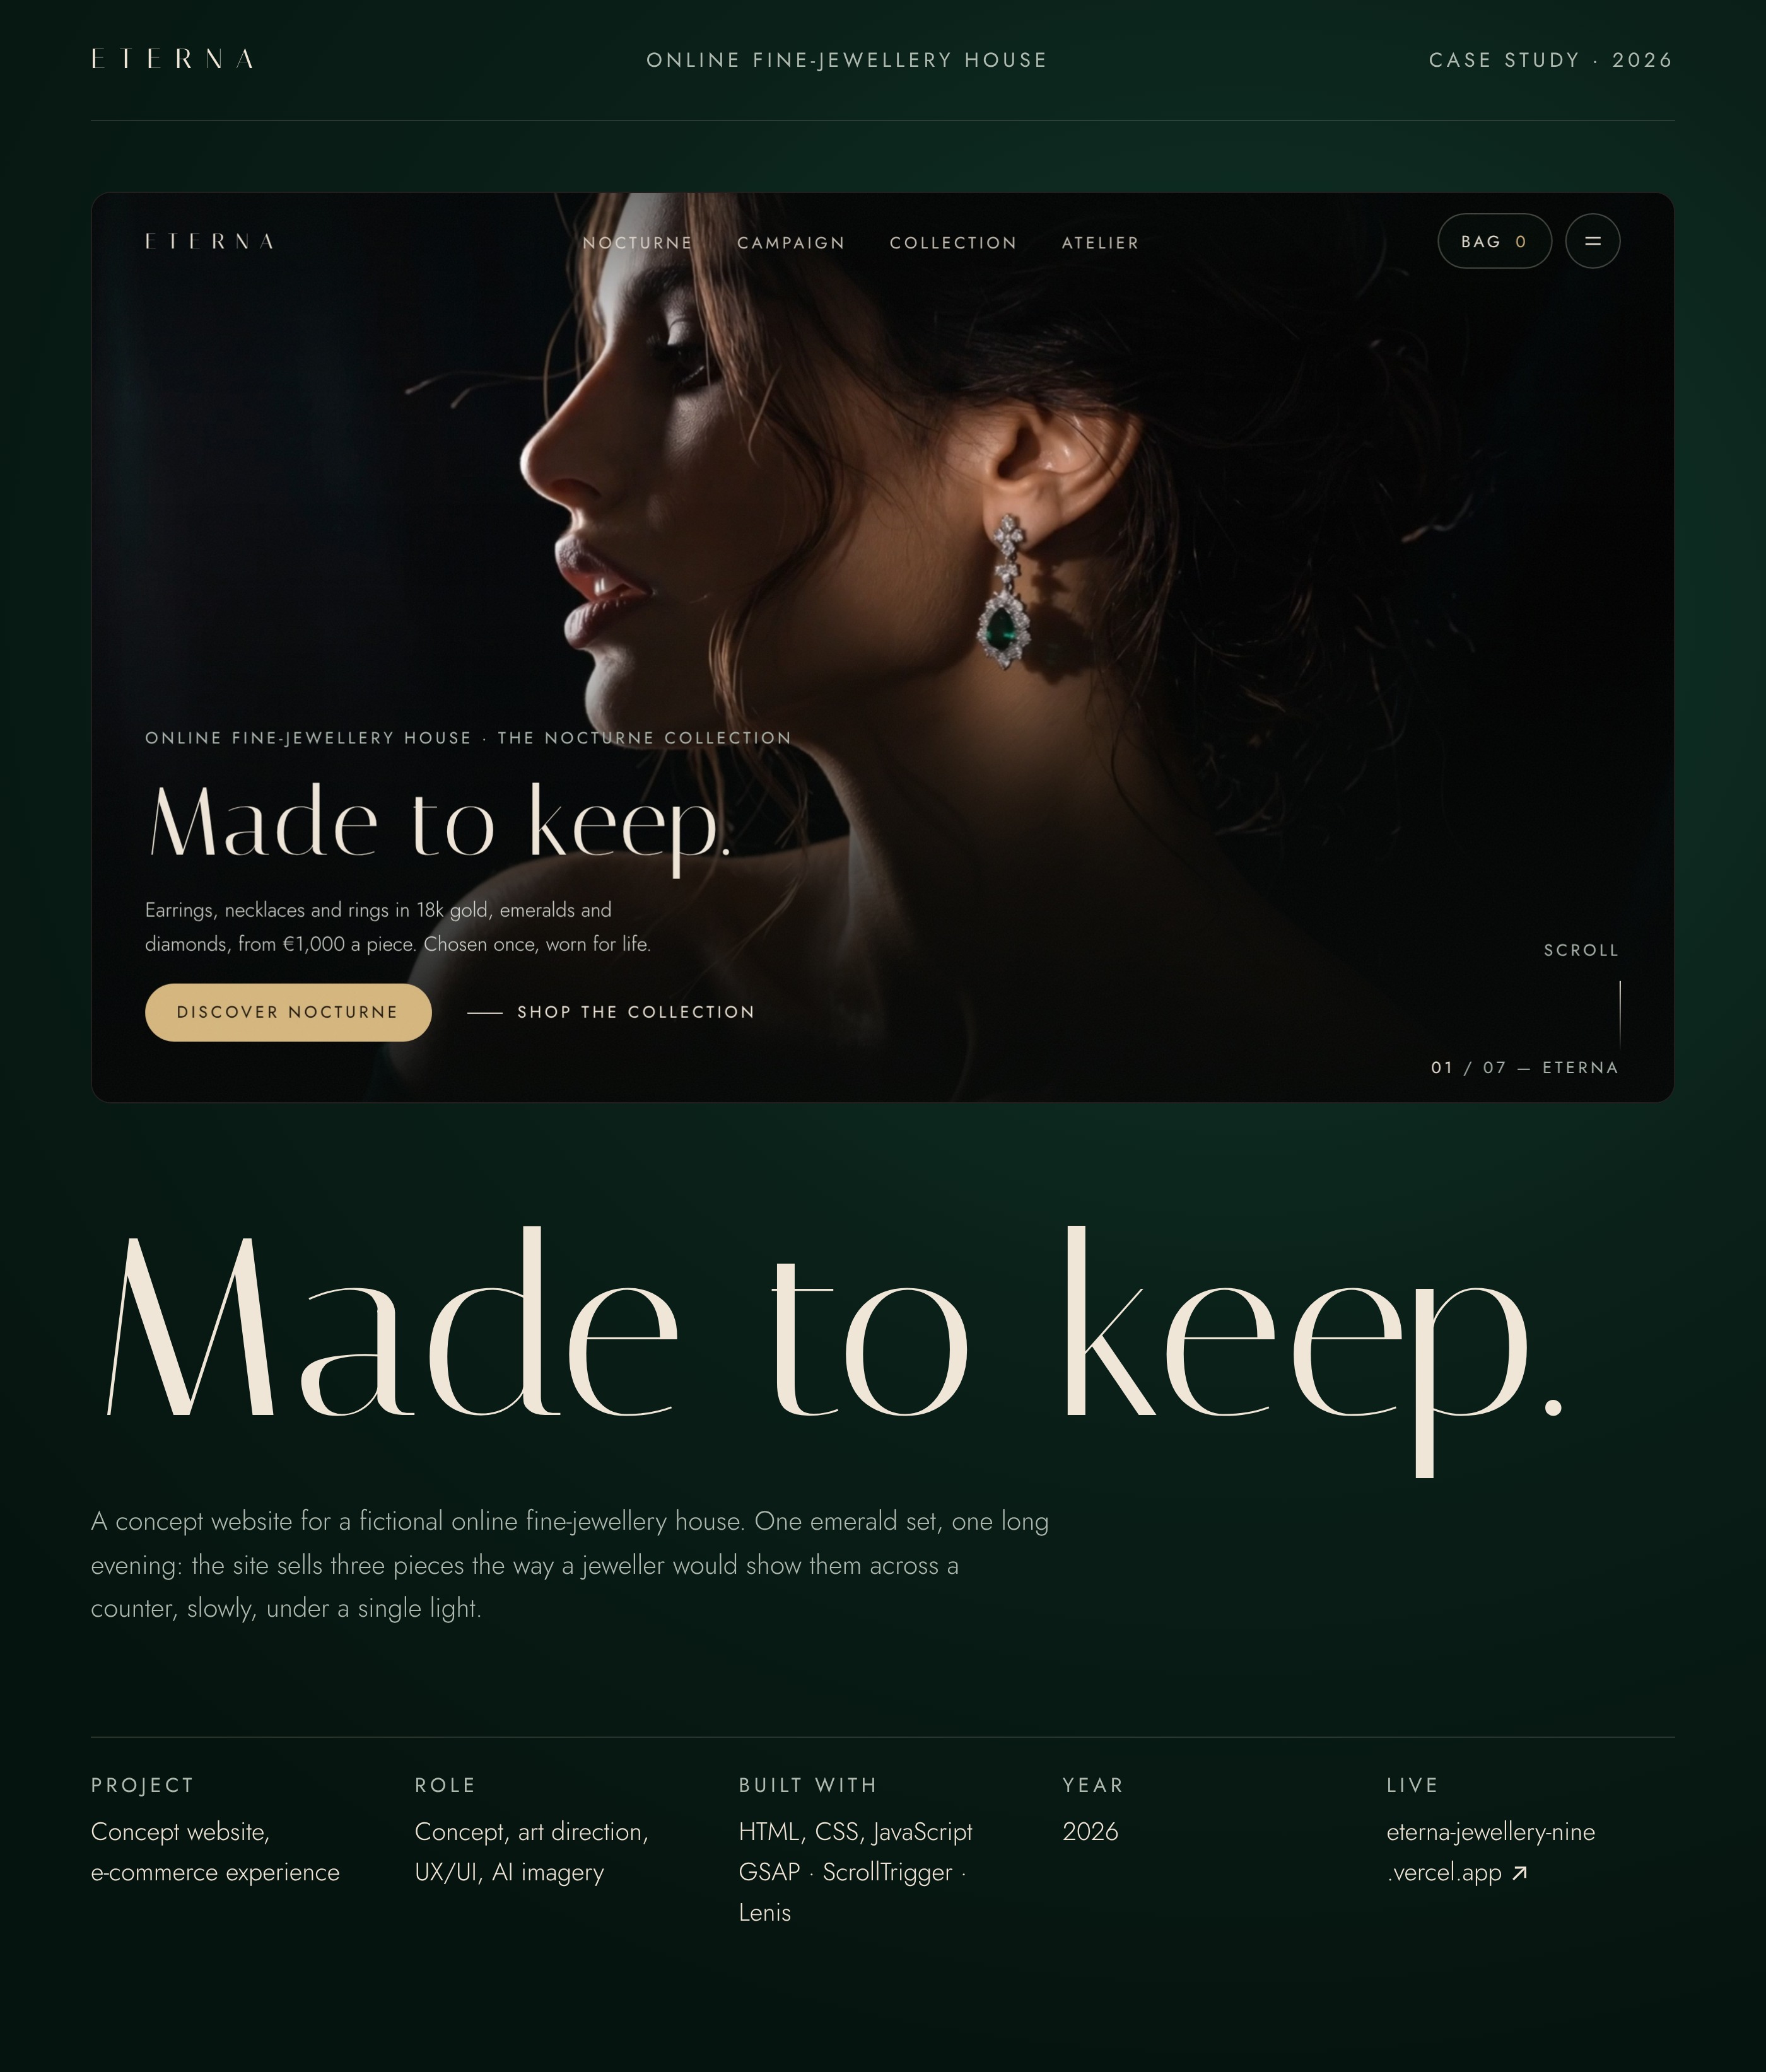 ETERNA
ONLINE FINE-JEWELLERY HOUSE
CASE STUDY · 2026
ETERNA
NOCTURNE
CAMPAIGN
COLLECTION
ATELIER
BAG 0
ONLINE FINE-JEWELLERY HOUSE · THE NOCTURNE COLLECTION
Made to keep.
Earrings, necklaces and rings in 18k gold, emeralds and
diamonds, from €1,000 a piece. Chosen once, worn for life.
DISCOVER NOCTURNE
SHOP THE COLLECTION
SCROLL
01 / 07 — ETERNA
Made to keep.
A concept website for a fictional online fine-jewellery house. One emerald set, one long
evening: the site sells three pieces the way a jeweller would show them across a
counter, slowly, under a single light.
PROJECT
Concept website,
e-commerce experience
ROLE
Concept, art direction,
UX/UI, AI imagery
BUILT WITH
HTML, CSS, JavaScript
GSAP · ScrollTrigger ·
Lenis
YEAR
2026
LIVE
eterna-jewellery-nine
.vercel.app ↗